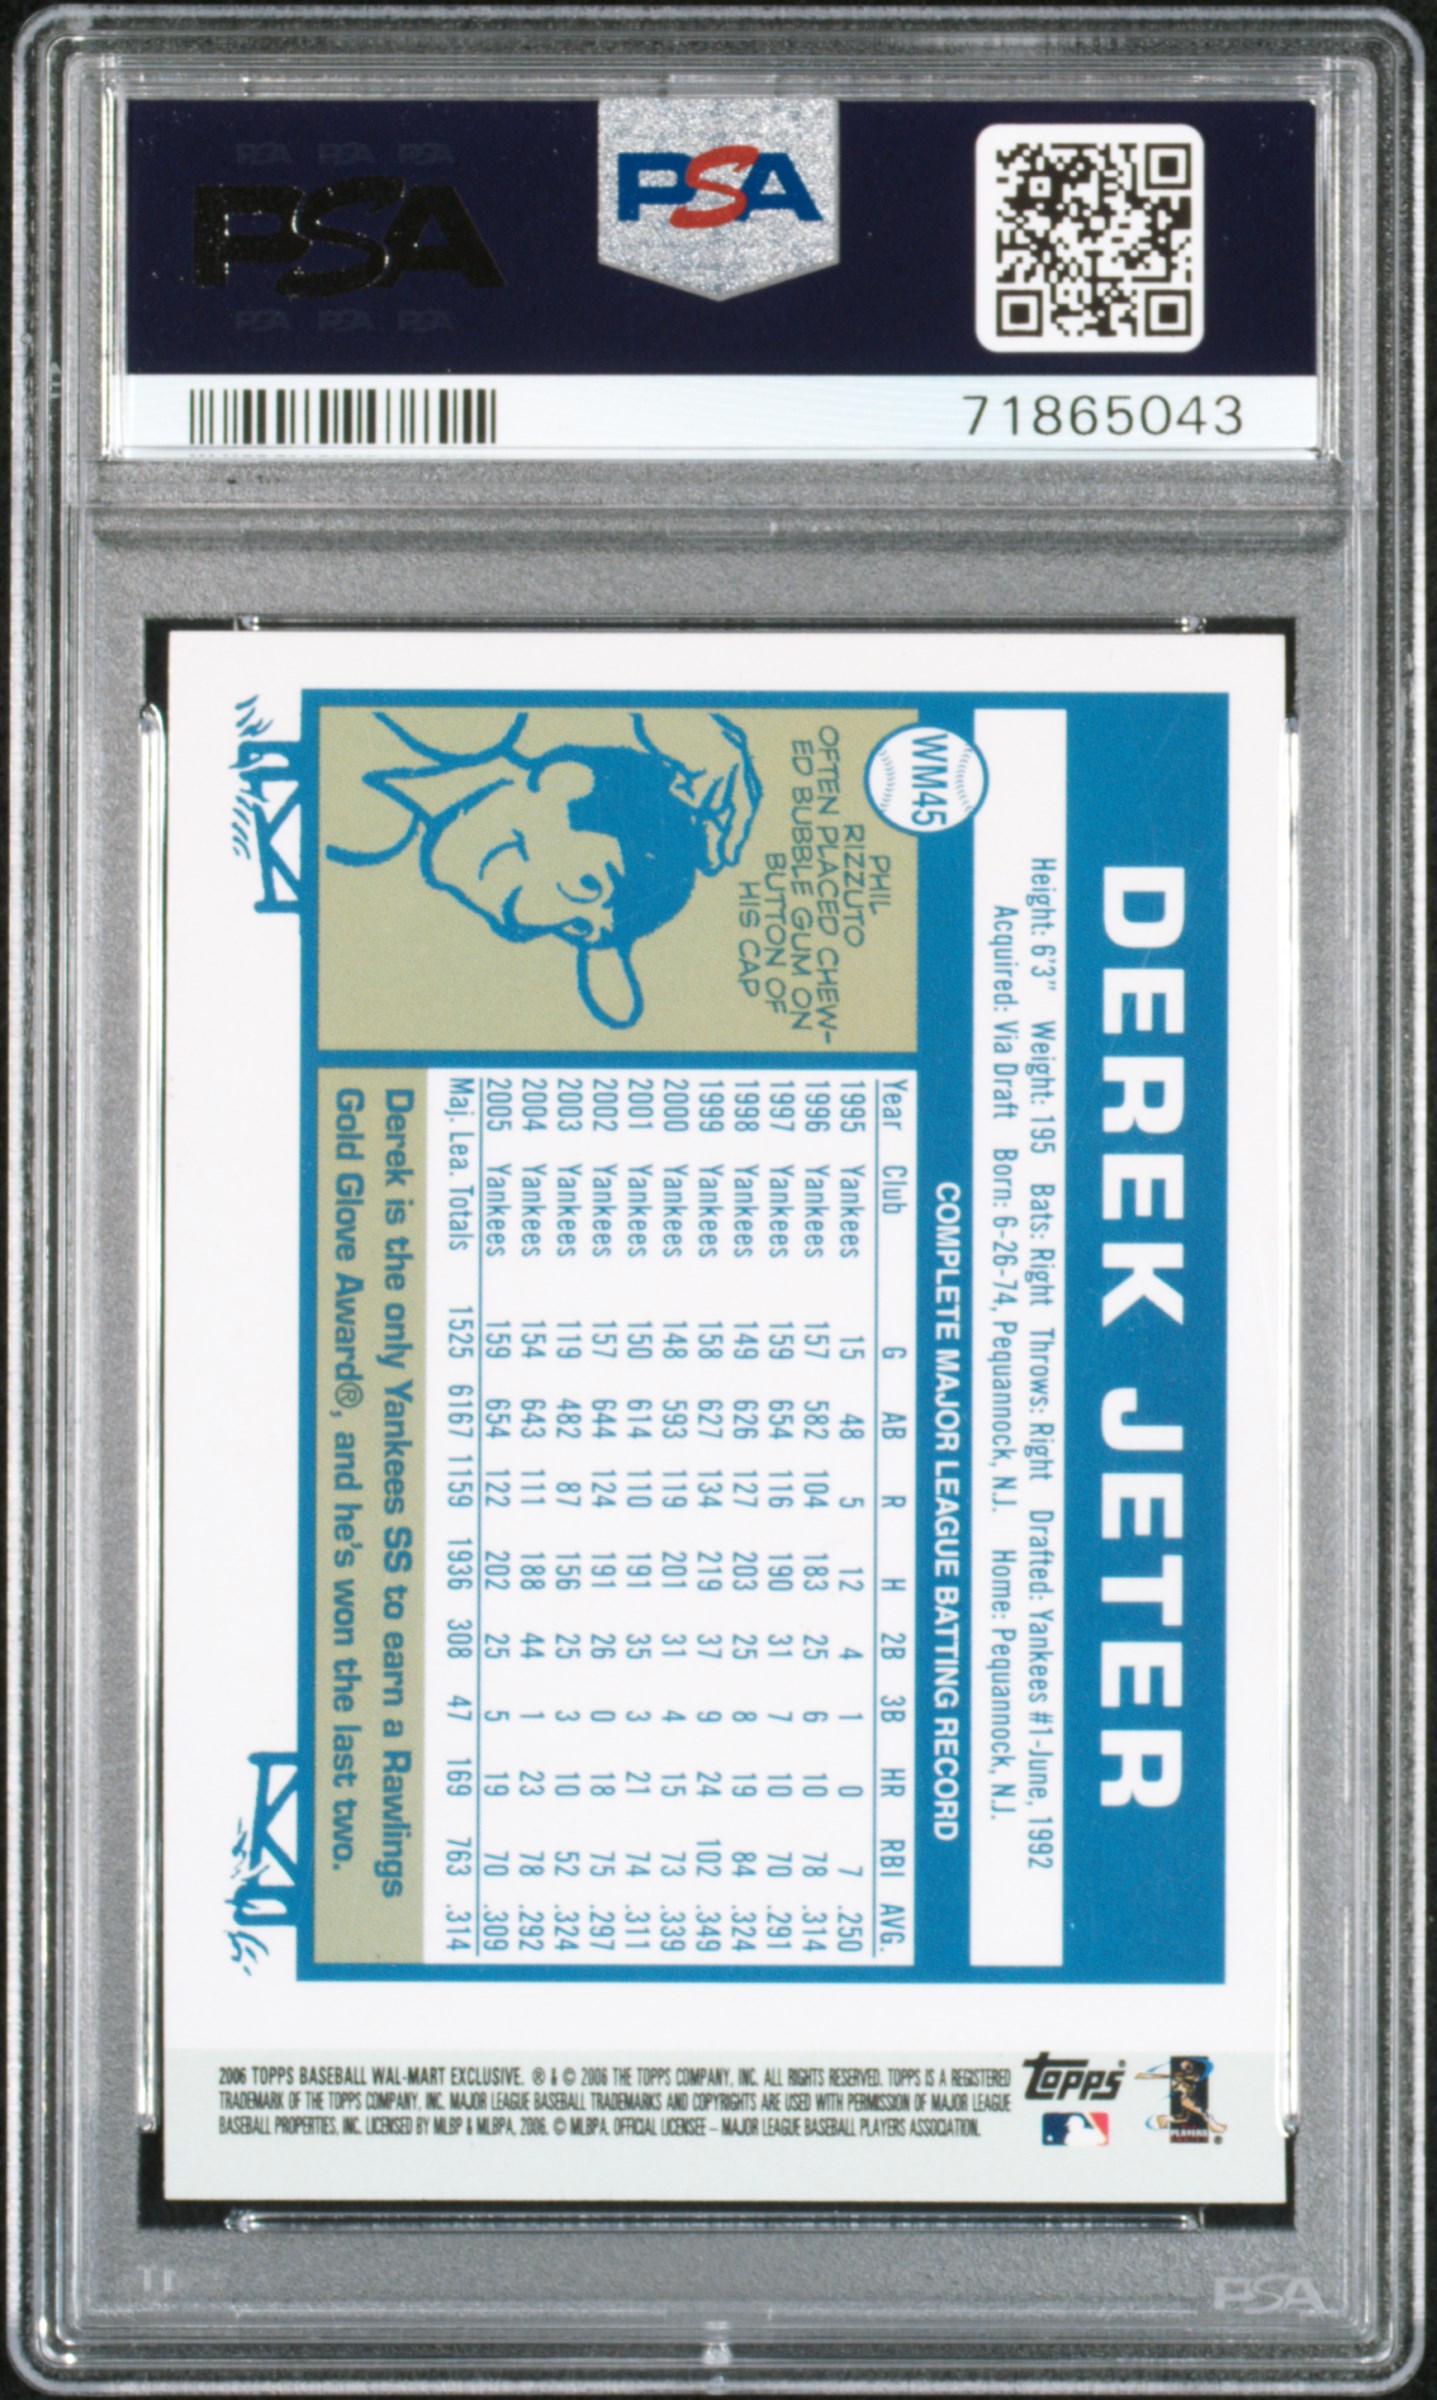 PSA PSA PSA
PSA
PSA PSA PSA
PSA
71865043
DEREK JETER
Height: 6'3" Weight: 195 Bats: Right Throws: Right Drafted: Yankees #1-June, 1992
Acquired: Via Draft Born: 6-26-74, Pequannock, N.J. Home: Pequannock, N.J.
WM45
COMPLETE MAJOR LEAGUE BATTING RECORD
PHIL
RIZZUTO
OFTEN PLACED CHEW-
ED BUBBLE GUM ON
BUTTON OF
HIS CAP
Year Club G AB R H 2B 3B HR RBI AVG.
1995 Yankees 15 48 5 12 4 1 0 7 .250
1996 Yankees 157 582 104 183 25 6 10 78 .314
1997 Yankees 159 654 116 190 31 7 10 70 .291
1998 Yankees 149 626 127 203 25 8 19 84 .324
1999 Yankees 158 627 134 219 37 9 24 102 .349
2000 Yankees 148 593 119 201 31 4 15 73 .339
2001 Yankees 150 614 110 191 35 3 21 74 .311
2002 Yankees 157 644 124 191 26 0 18 75 .297
2003 Yankees 119 482 87 156 25 3 10 52 .324
2004 Yankees 154 643 111 188 44 1 23 78 .292
2005 Yankees 159 654 122 202 25 5 19 70 .309
Maj. Lea. Totals 1525 6167 1159 1936 308 47 169 763 .314
Derek is the only Yankees SS to earn a Rawlings
Gold Glove Award®, and he's won the last two.
2006 TOPPS BASEBALL WAL-MART EXCLUSIVE. ® & © 2006 THE TOPPS COMPANY, INC. ALL RIGHTS RESERVED. TOPPS IS A REGISTERED
TRADEMARK OF THE TOPPS COMPANY, INC. MAJOR LEAGUE BASEBALL TRADEMARKS AND COPYRIGHTS ARE USED WITH PERMISSION OF MAJOR LEAGUE
BASEBALL PROPERTIES, INC. LICENSED BY MLBP & MLBPA, 2006. © MLBPA. OFFICIAL LICENSEE – MAJOR LEAGUE BASEBALL PLAYERS ASSOCIATION.
Topps®
PLAYERS
PSA